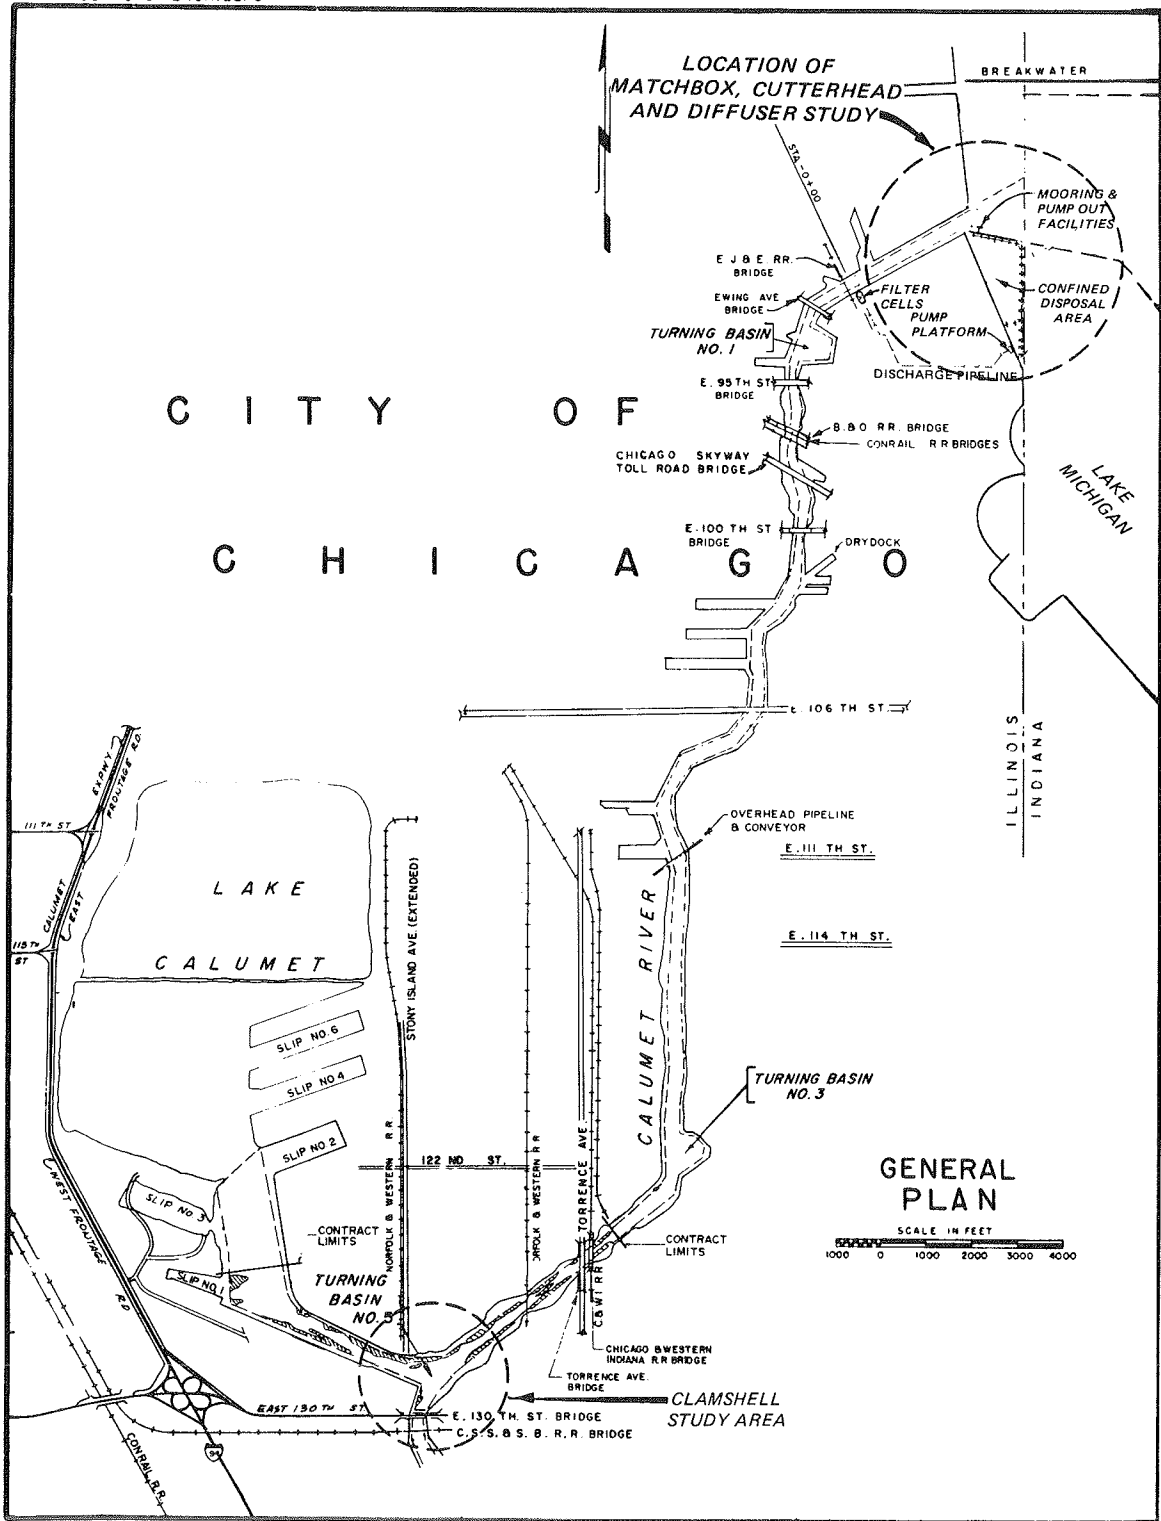 LOCATION OF
MATCHBOX, CUTTERHEAD
AND DIFFUSER STUDY
BREAKWATER
STA - 0 + 00
MOORING &
PUMP OUT
FACILITIES
E J & E RR.
BRIDGE
EWING AVE
BRIDGE
FILTER
CELLS
PUMP
PLATFORM
CONFINED
DISPOSAL
AREA
TURNING BASIN
NO. 1
DISCHARGE PIPELINE
E. 95 TH ST
BRIDGE
CITY OF
CHICAGO
B. & O RR. BRIDGE
CONRAIL R R BRIDGES
CHICAGO SKYWAY
TOLL ROAD BRIDGE
LAKE
MICHIGAN
E. 100 TH ST
BRIDGE
DRYDOCK
E. 106 TH ST.
ILLINOIS
INDIANA
EXPWY
FRONTAGE RD.
111 TH ST
CALUMET
EAST
115 TH
ST
OVERHEAD PIPELINE
& CONVEYOR
E. 111 TH ST.
LAKE
CALUMET
STONY ISLAND AVE. (EXTENDED)
CALUMET RIVER
E. 114 TH ST.
SLIP NO. 6
SLIP NO 4
SLIP NO. 2
TURNING BASIN
NO. 3
NORFOLK & WESTERN R.R
122 ND ST.
NORFOLK & WESTERN R R
TORRENCE AVE.
WEST FRONTAGE
RD
SLIP NO. 3
GENERAL
PLAN
SCALE IN FEET
1000 0 1000 2000 3000 4000
CONTRACT
LIMITS
CONTRACT
LIMITS
SLIP NO. 1
TURNING
BASIN
NO. 5
C & W I RR
CHICAGO & WESTERN
INDIANA R.R BRIDGE
TORRENCE AVE.
BRIDGE
CLAMSHELL
STUDY AREA
EAST 130 TH ST
E. 130 TH. ST. BRIDGE
C. S. S. & S. B. R. R. BRIDGE
CONRAIL R.R.
94